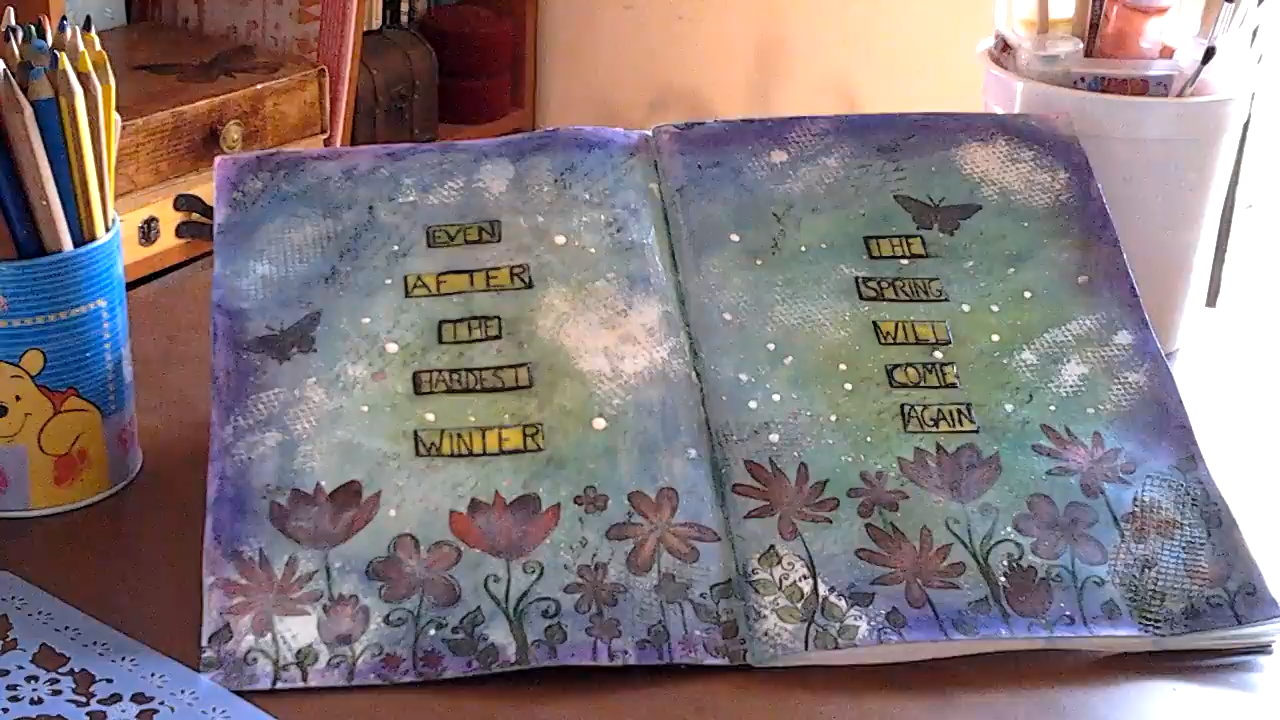 EVEN
AFTER
THE
HARDEST
WINTER
THE
SPRING
WILL
COME
AGAIN